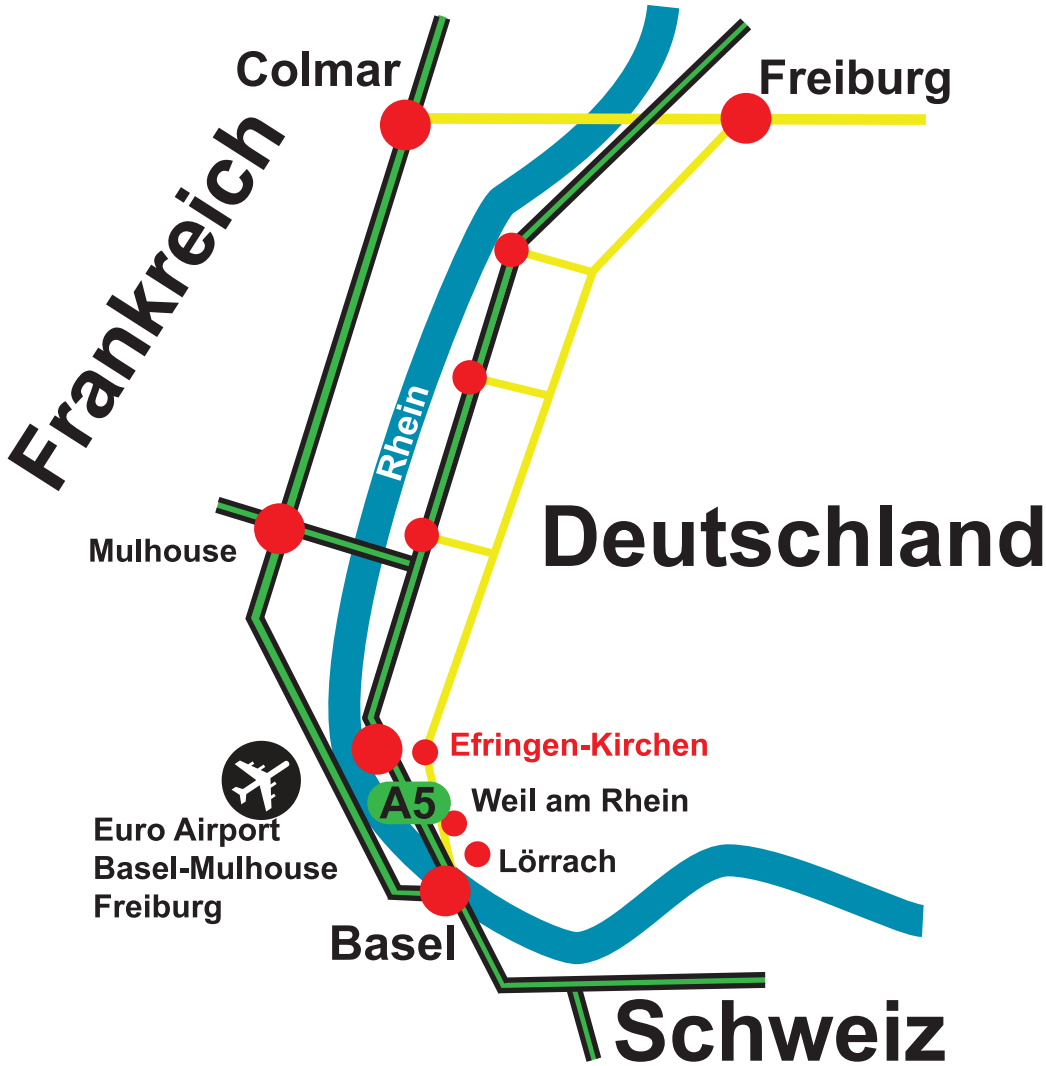 Colmar
Freiburg
Frankreich
Rhein
Deutschland
Mulhouse
Efringen-Kirchen
A5
Weil am Rhein
Euro Airport
Basel-Mulhouse
Freiburg
Lörrach
Basel
Schweiz